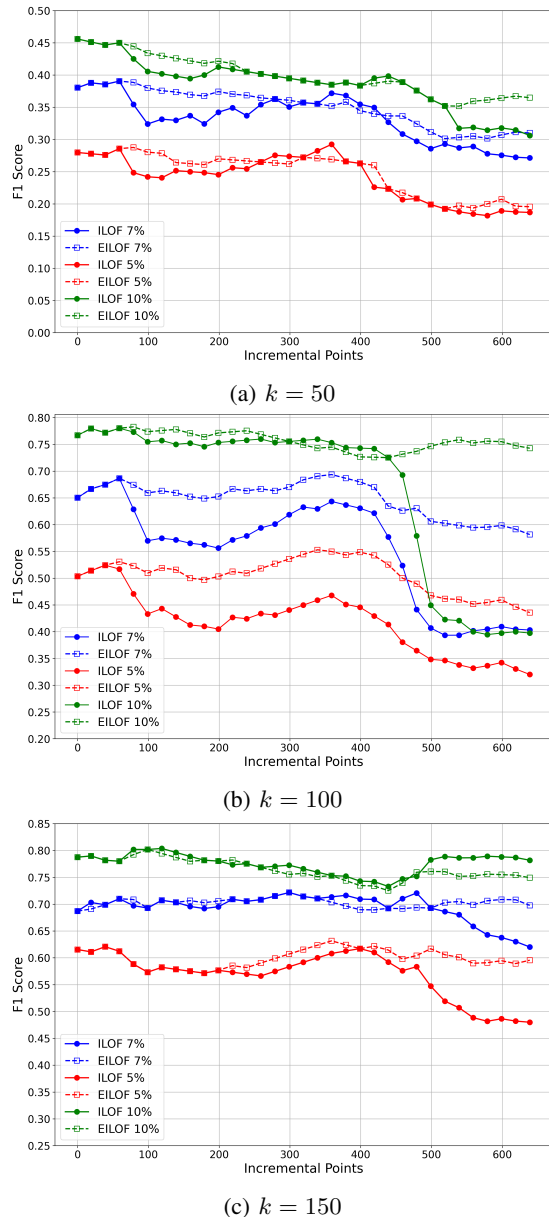 0.50
0.45
0.40
0.35
0.30
0.25
0.20
0.15
0.10
0.05
0.00
F1 Score
ILOF 7%
EILOF 7%
ILOF 5%
EILOF 5%
ILOF 10%
EILOF 10%
0 100 200 300 400 500 600
Incremental Points
(a) k = 50
0.80
0.75
0.70
0.65
0.60
0.55
0.50
0.45
0.40
0.35
0.30
0.25
0.20
F1 Score
ILOF 7%
EILOF 7%
ILOF 5%
EILOF 5%
ILOF 10%
EILOF 10%
0 100 200 300 400 500 600
Incremental Points
(b) k = 100
0.85
0.80
0.75
0.70
0.65
0.60
0.55
0.50
0.45
0.40
0.35
0.30
0.25
F1 Score
ILOF 7%
EILOF 7%
ILOF 5%
EILOF 5%
ILOF 10%
EILOF 10%
0 100 200 300 400 500 600
Incremental Points
(c) k = 150